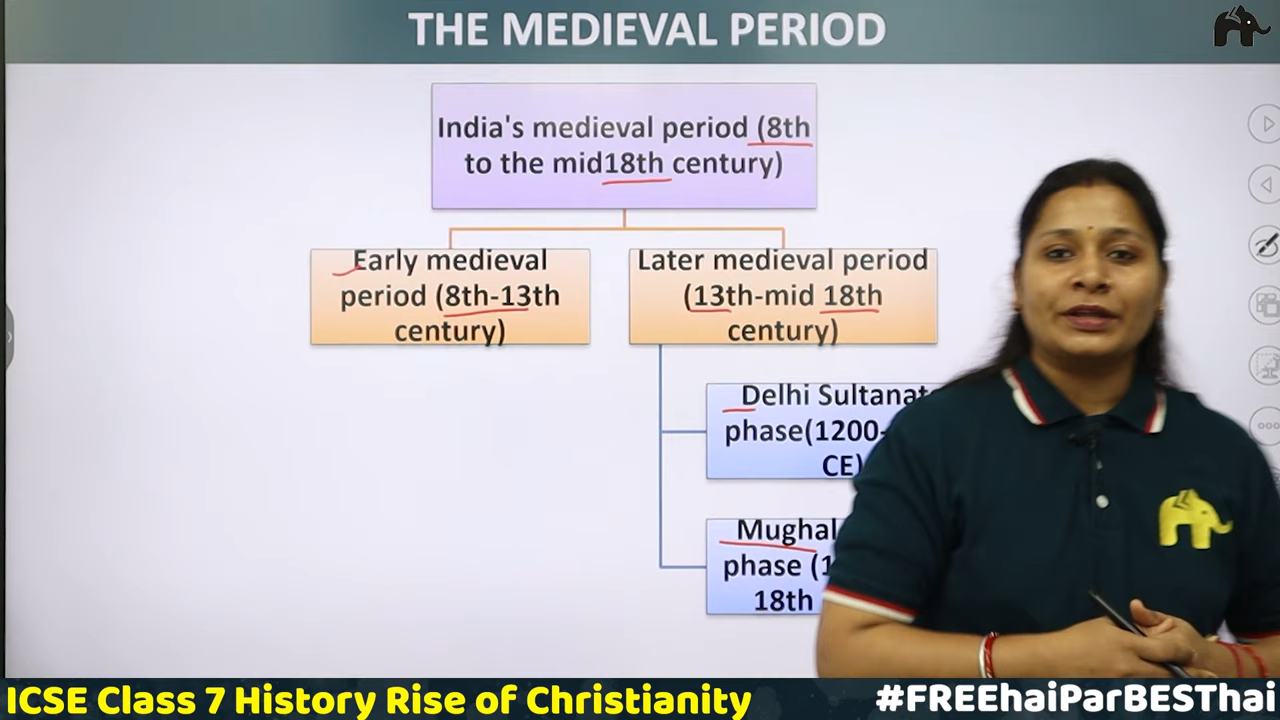 THE MEDIEVAL PERIOD
India's medieval period (8th
to the mid18th century)
Early medieval
period (8th-13th
century)
Later medieval period
(13th-mid 18th
century)
Delhi
phase(1200-
CE)
Mughal
phase
18th
ICSE Class 7 History Rise of Christianity
#FREEhaiParBESThai